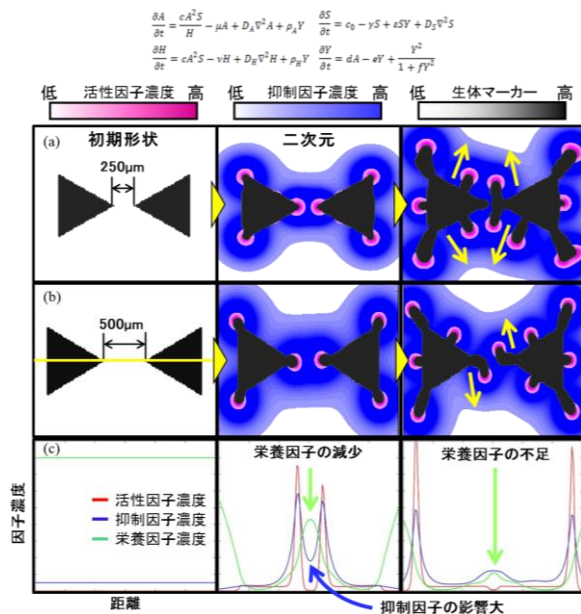 ∂A/∂t = cA²S/H − μA + D_A∇²A + ρ_AY
∂S/∂t = c₀ − γS + εSY + D_S∇²S
∂H/∂t = cA²S − νH + D_H∇²H + ρ_HY
∂Y/∂t = dA − eY + Y²/(1 + fY²)
低 活性因子濃度 高
低 抑制因子濃度 高
低 生体マーカー 高
(a) 初期形状
二次元
250μm
(b)
500μm
(c)
因子濃度
活性因子濃度
抑制因子濃度
栄養因子濃度
距離
栄養因子の減少
栄養因子の不足
抑制因子の影響大